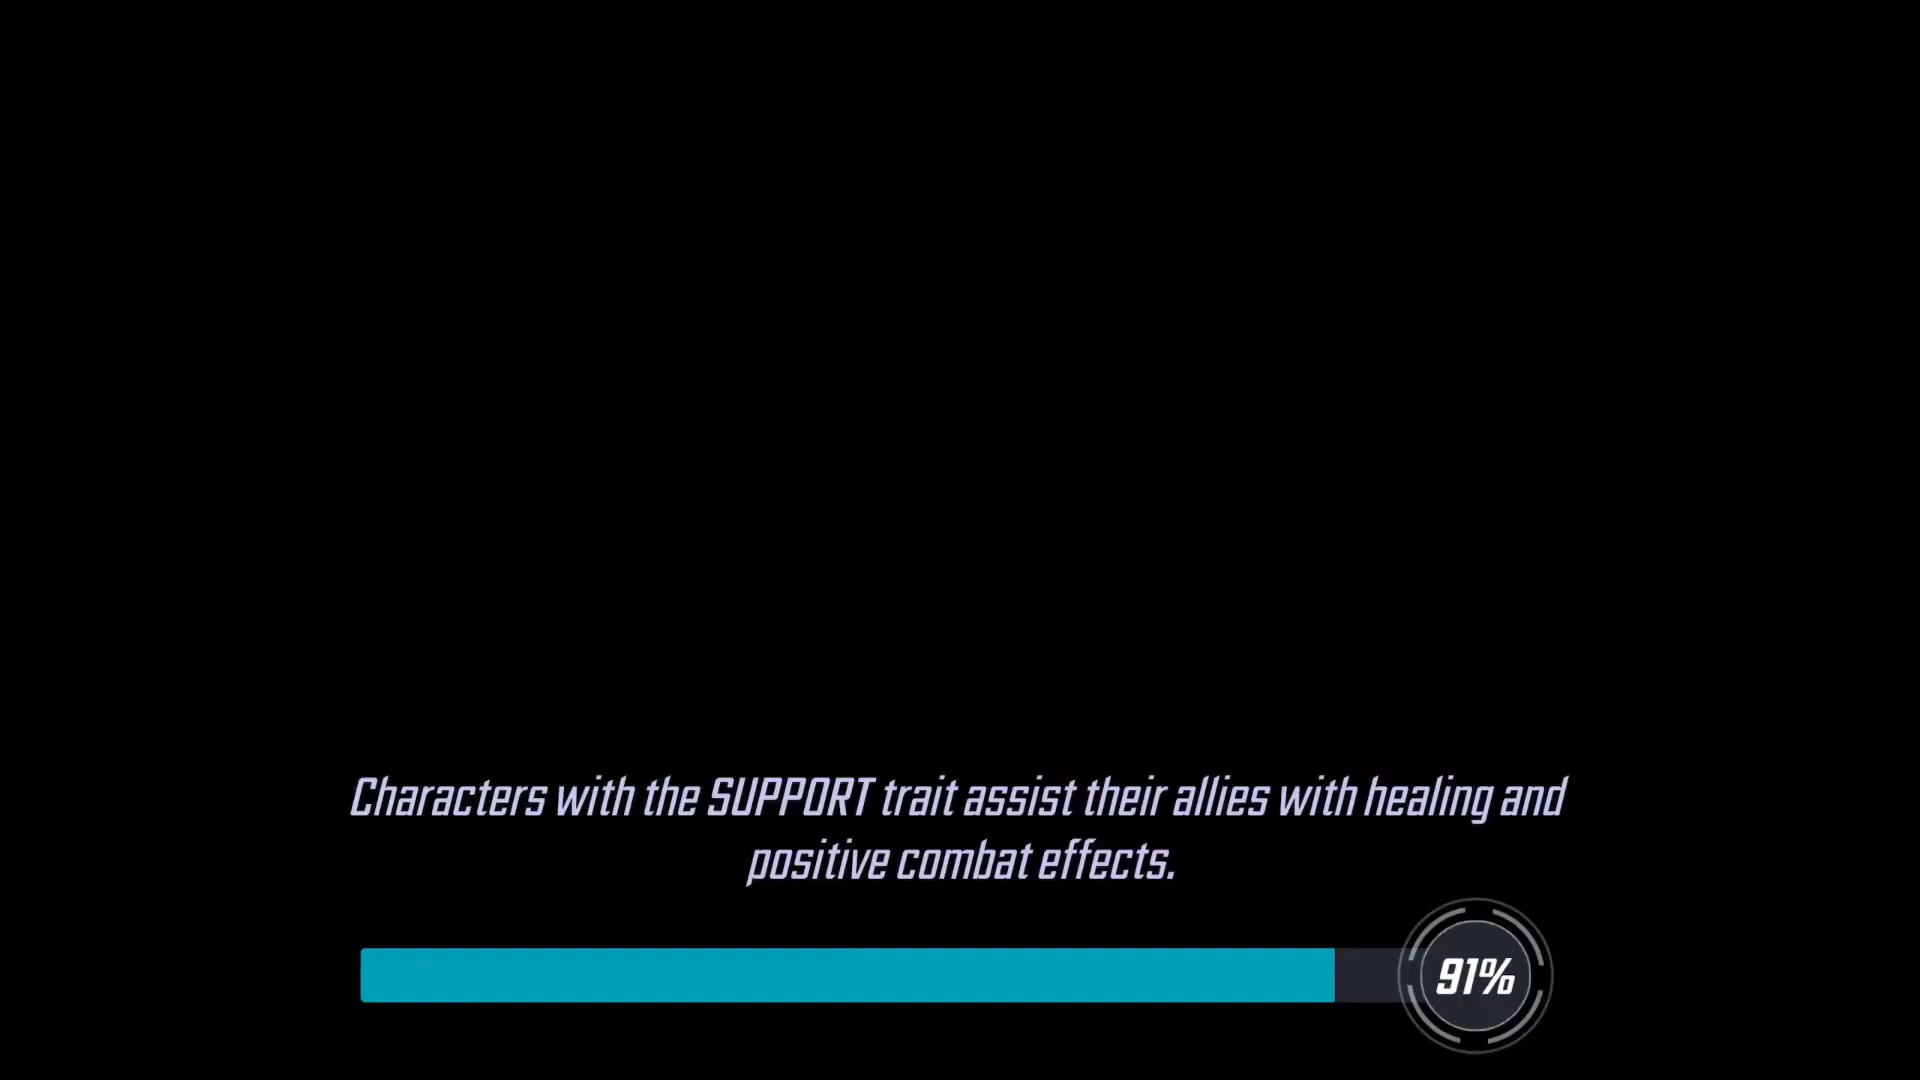 Characters with the SUPPORT trait assist their allies with healing and
positive combat effects.
91%